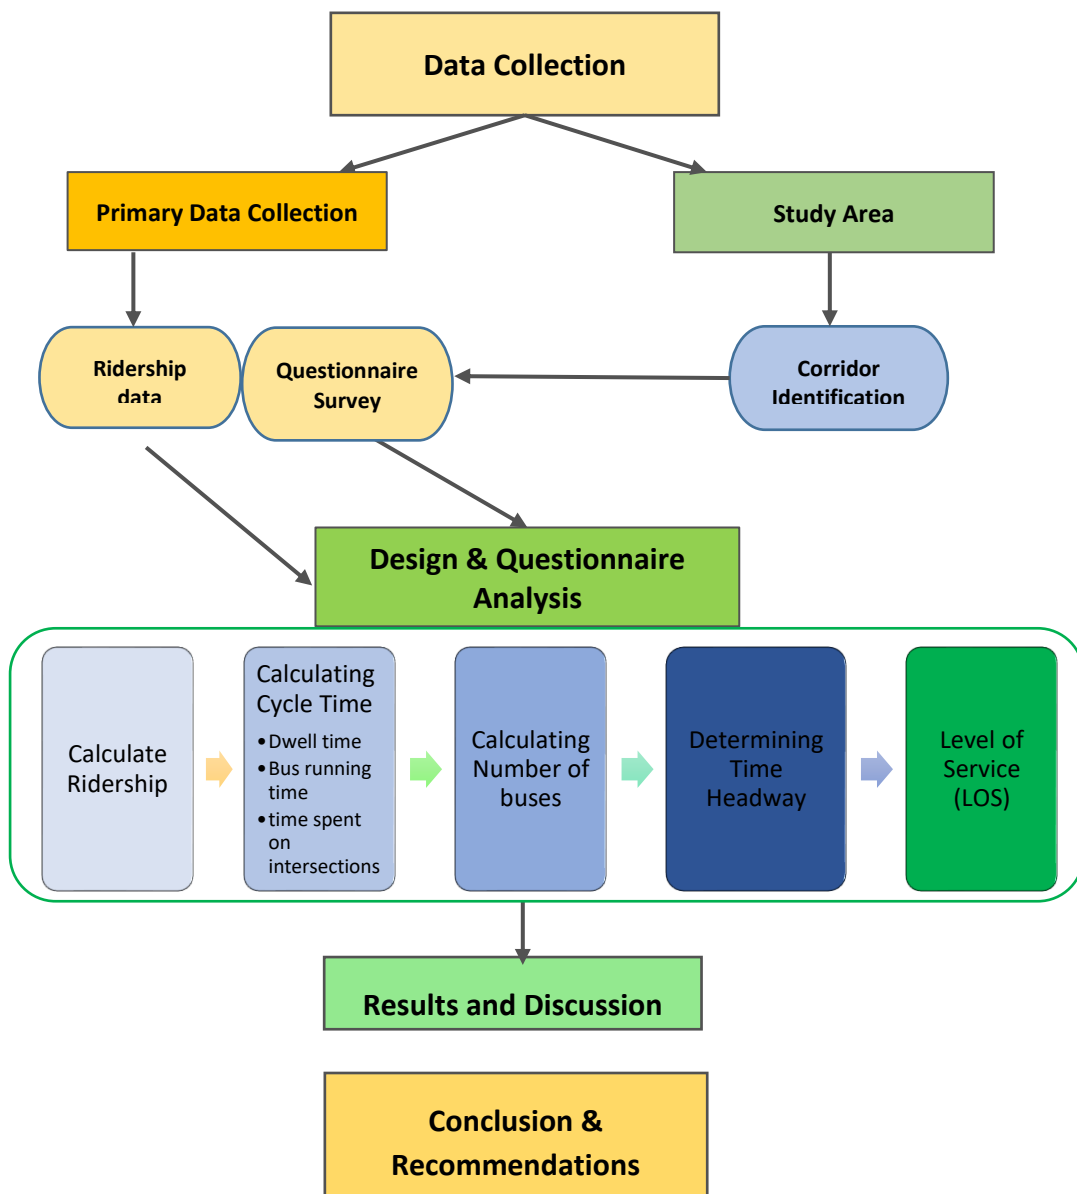 Data Collection
Primary Data Collection
Study Area
Ridership
data
Questionnaire
Survey
Corridor
Identification
Design & Questionnaire
Analysis
Calculate
Ridership
Calculating
Cycle Time
•Dwell time
•Bus running
time
•time spent
on
intersections
Calculating
Number of
buses
Determining
Time
Headway
Level of
Service
(LOS)
Results and Discussion
Conclusion &
Recommendations